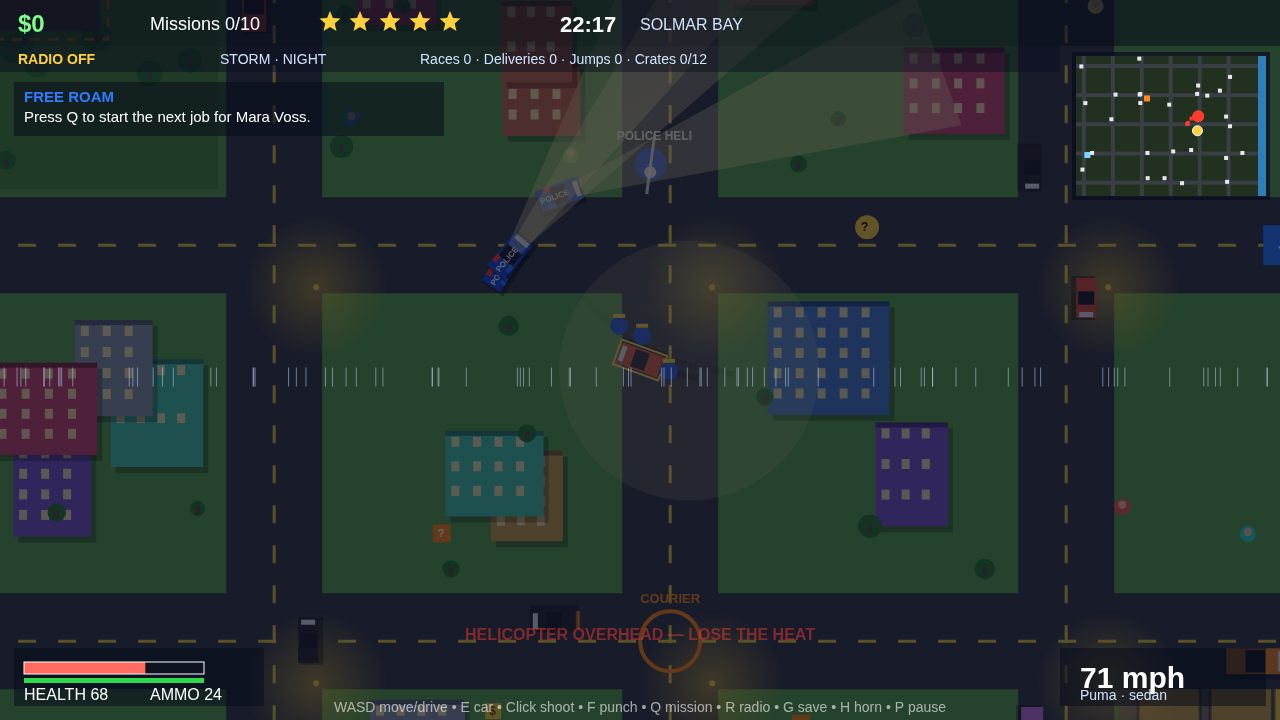 $0
Missions 0/10
22:17
SOLMAR BAY
RADIO OFF
STORM · NIGHT
Races 0 · Deliveries 0 · Jumps 0 · Crates 0/12
FREE ROAM
Press Q to start the next job for Mara Voss.
POLICE HELI
POLICE
POLICE
?
?
COURIER
HELICOPTER OVERHEAD — LOSE THE HEAT
HEALTH 68
AMMO 24
71 mph
Puma · sedan
$
WASD move/drive • E car • Click shoot • F punch • Q mission • R radio • G save • H horn • P pause